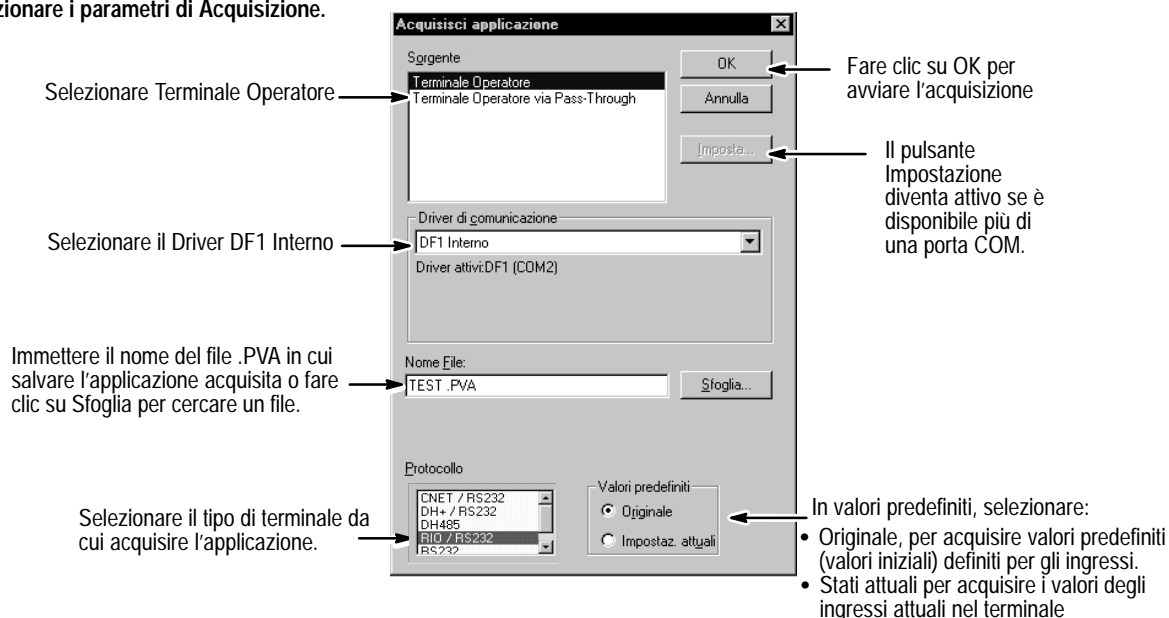 zionare i parametri di Acquisizione.
Acquisisci applicazione
Sorgente
Terminale Operatore
Terminale Operatore via Pass-Through
OK
Annulla
Imposta...
Selezionare Terminale Operatore
Fare clic su OK per
avviare l'acquisizione
Il pulsante
Impostazione
diventa attivo se è
disponibile più di
una porta COM.
Driver di comunicazione
DF1 Interno
Driver attivi:DF1 (COM2)
Selezionare il Driver DF1 Interno
Nome File:
TEST .PVA
Sfoglia...
Immettere il nome del file .PVA in cui
salvare l'applicazione acquisita o fare
clic su Sfoglia per cercare un file.
Protocollo
CNET / RS232
DH+ / RS232
DH485
RIO / RS232
RS232
Selezionare il tipo di terminale da
cui acquisire l'applicazione.
Valori predefiniti
Originale
Impostaz. attuali
In valori predefiniti, selezionare:
• Originale, per acquisire valori predefiniti
(valori iniziali) definiti per gli ingressi.
• Stati attuali per acquisire i valori degli
ingressi attuali nel terminale